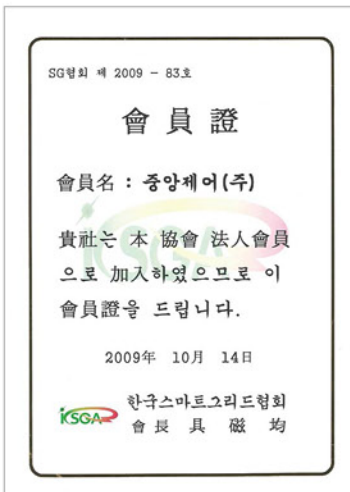 SG협회 제 2009 - 83호
會員證
會員名 : 중앙제어(주)
貴社는 本 協會 法人會員
으로 加入하였으므로 이
會員證을 드립니다.
2009年 10月 14日
KSGA
한국스마트그리드협회
會長 具 磁 均